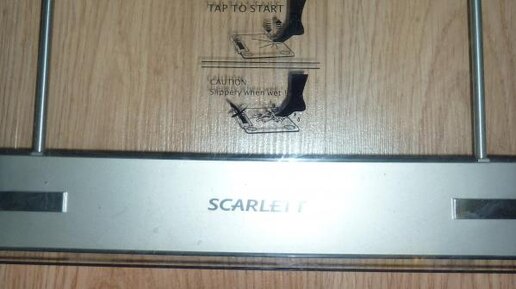 TAP TO START
CAUTION
Slippery when wet
SCARLETT